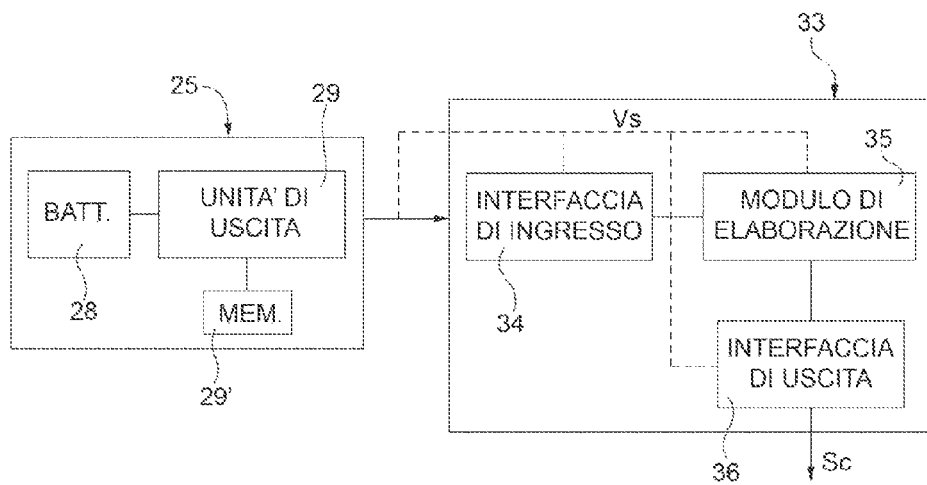 33
25
29
Vs
35
BATT.
UNITA' DI
USCITA
INTERFACCIA
DI INGRESSO
MODULO DI
ELABORAZIONE
28
MEM.
34
29'
INTERFACCIA
DI USCITA
36
Sc